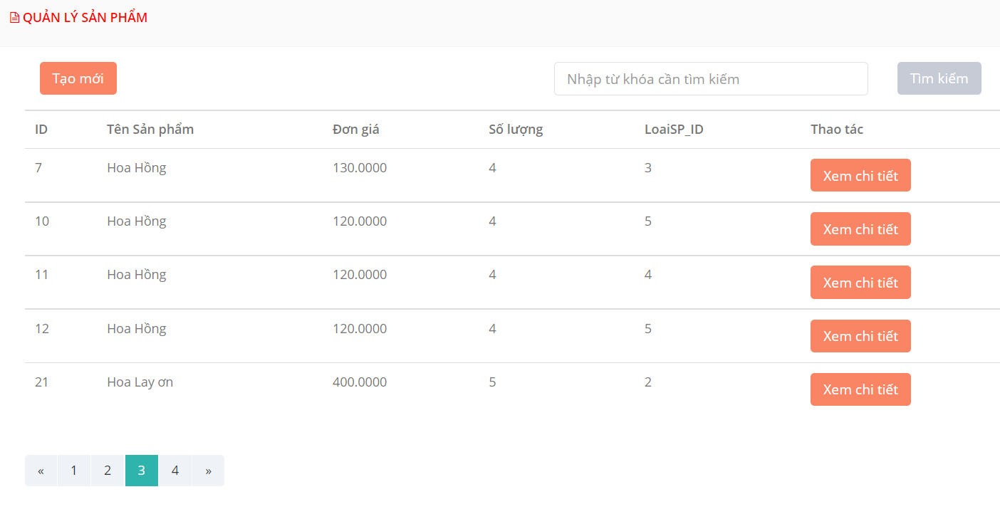 QUẢN LÝ SẢN PHẨM
Tạo mới Nhập từ khóa cần tìm kiếm Tìm kiếm
ID Tên Sản phẩm Đơn giá Số lượng LoaiSP_ID Thao tác
7 Hoa Hồng 130.0000 4 3 Xem chi tiết
10 Hoa Hồng 120.0000 4 5 Xem chi tiết
11 Hoa Hồng 120.0000 4 4 Xem chi tiết
12 Hoa Hồng 120.0000 4 5 Xem chi tiết
21 Hoa Lay ơn 400.0000 5 2 Xem chi tiết
« 1 2 3 4 »